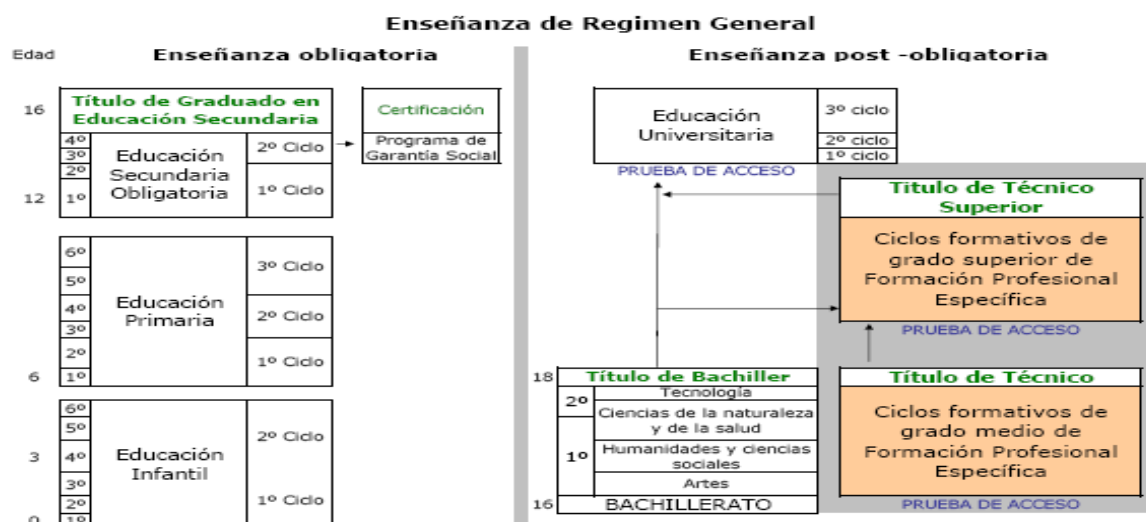 Enseñanza de Regimen General
Edad
Enseñanza obligatoria
16
Título de Graduado en
Educación Secundaria
4º
3º
2º
1º
12
Educación
Secundaria
Obligatoria
2º Ciclo
1º Ciclo
Certificación
Programa de
Garantía Social
6º
5º
4º
3º
2º
1º
6
Educación
Primaria
3º Ciclo
2º Ciclo
1º Ciclo
6º
5º
4º
3º
2º
1º
3
0
Educación
Infantil
2º Ciclo
1º Ciclo
Enseñanza post -obligatoria
Educación
Universitaria
3º ciclo
2º ciclo
1º ciclo
PRUEBA DE ACCESO
Titulo de Técnico
Superior
Ciclos formativos de
grado superior de
Formación Profesional
Específica
PRUEBA DE ACCESO
18
Título de Bachiller
2º
1º
Tecnología
Ciencias de la naturaleza
y de la salud
Humanidades y ciencias
sociales
Artes
16
BACHILLERATO
Título de Técnico
Ciclos formativos de
grado medio de
Formación Profesional
Específica
PRUEBA DE ACCESO